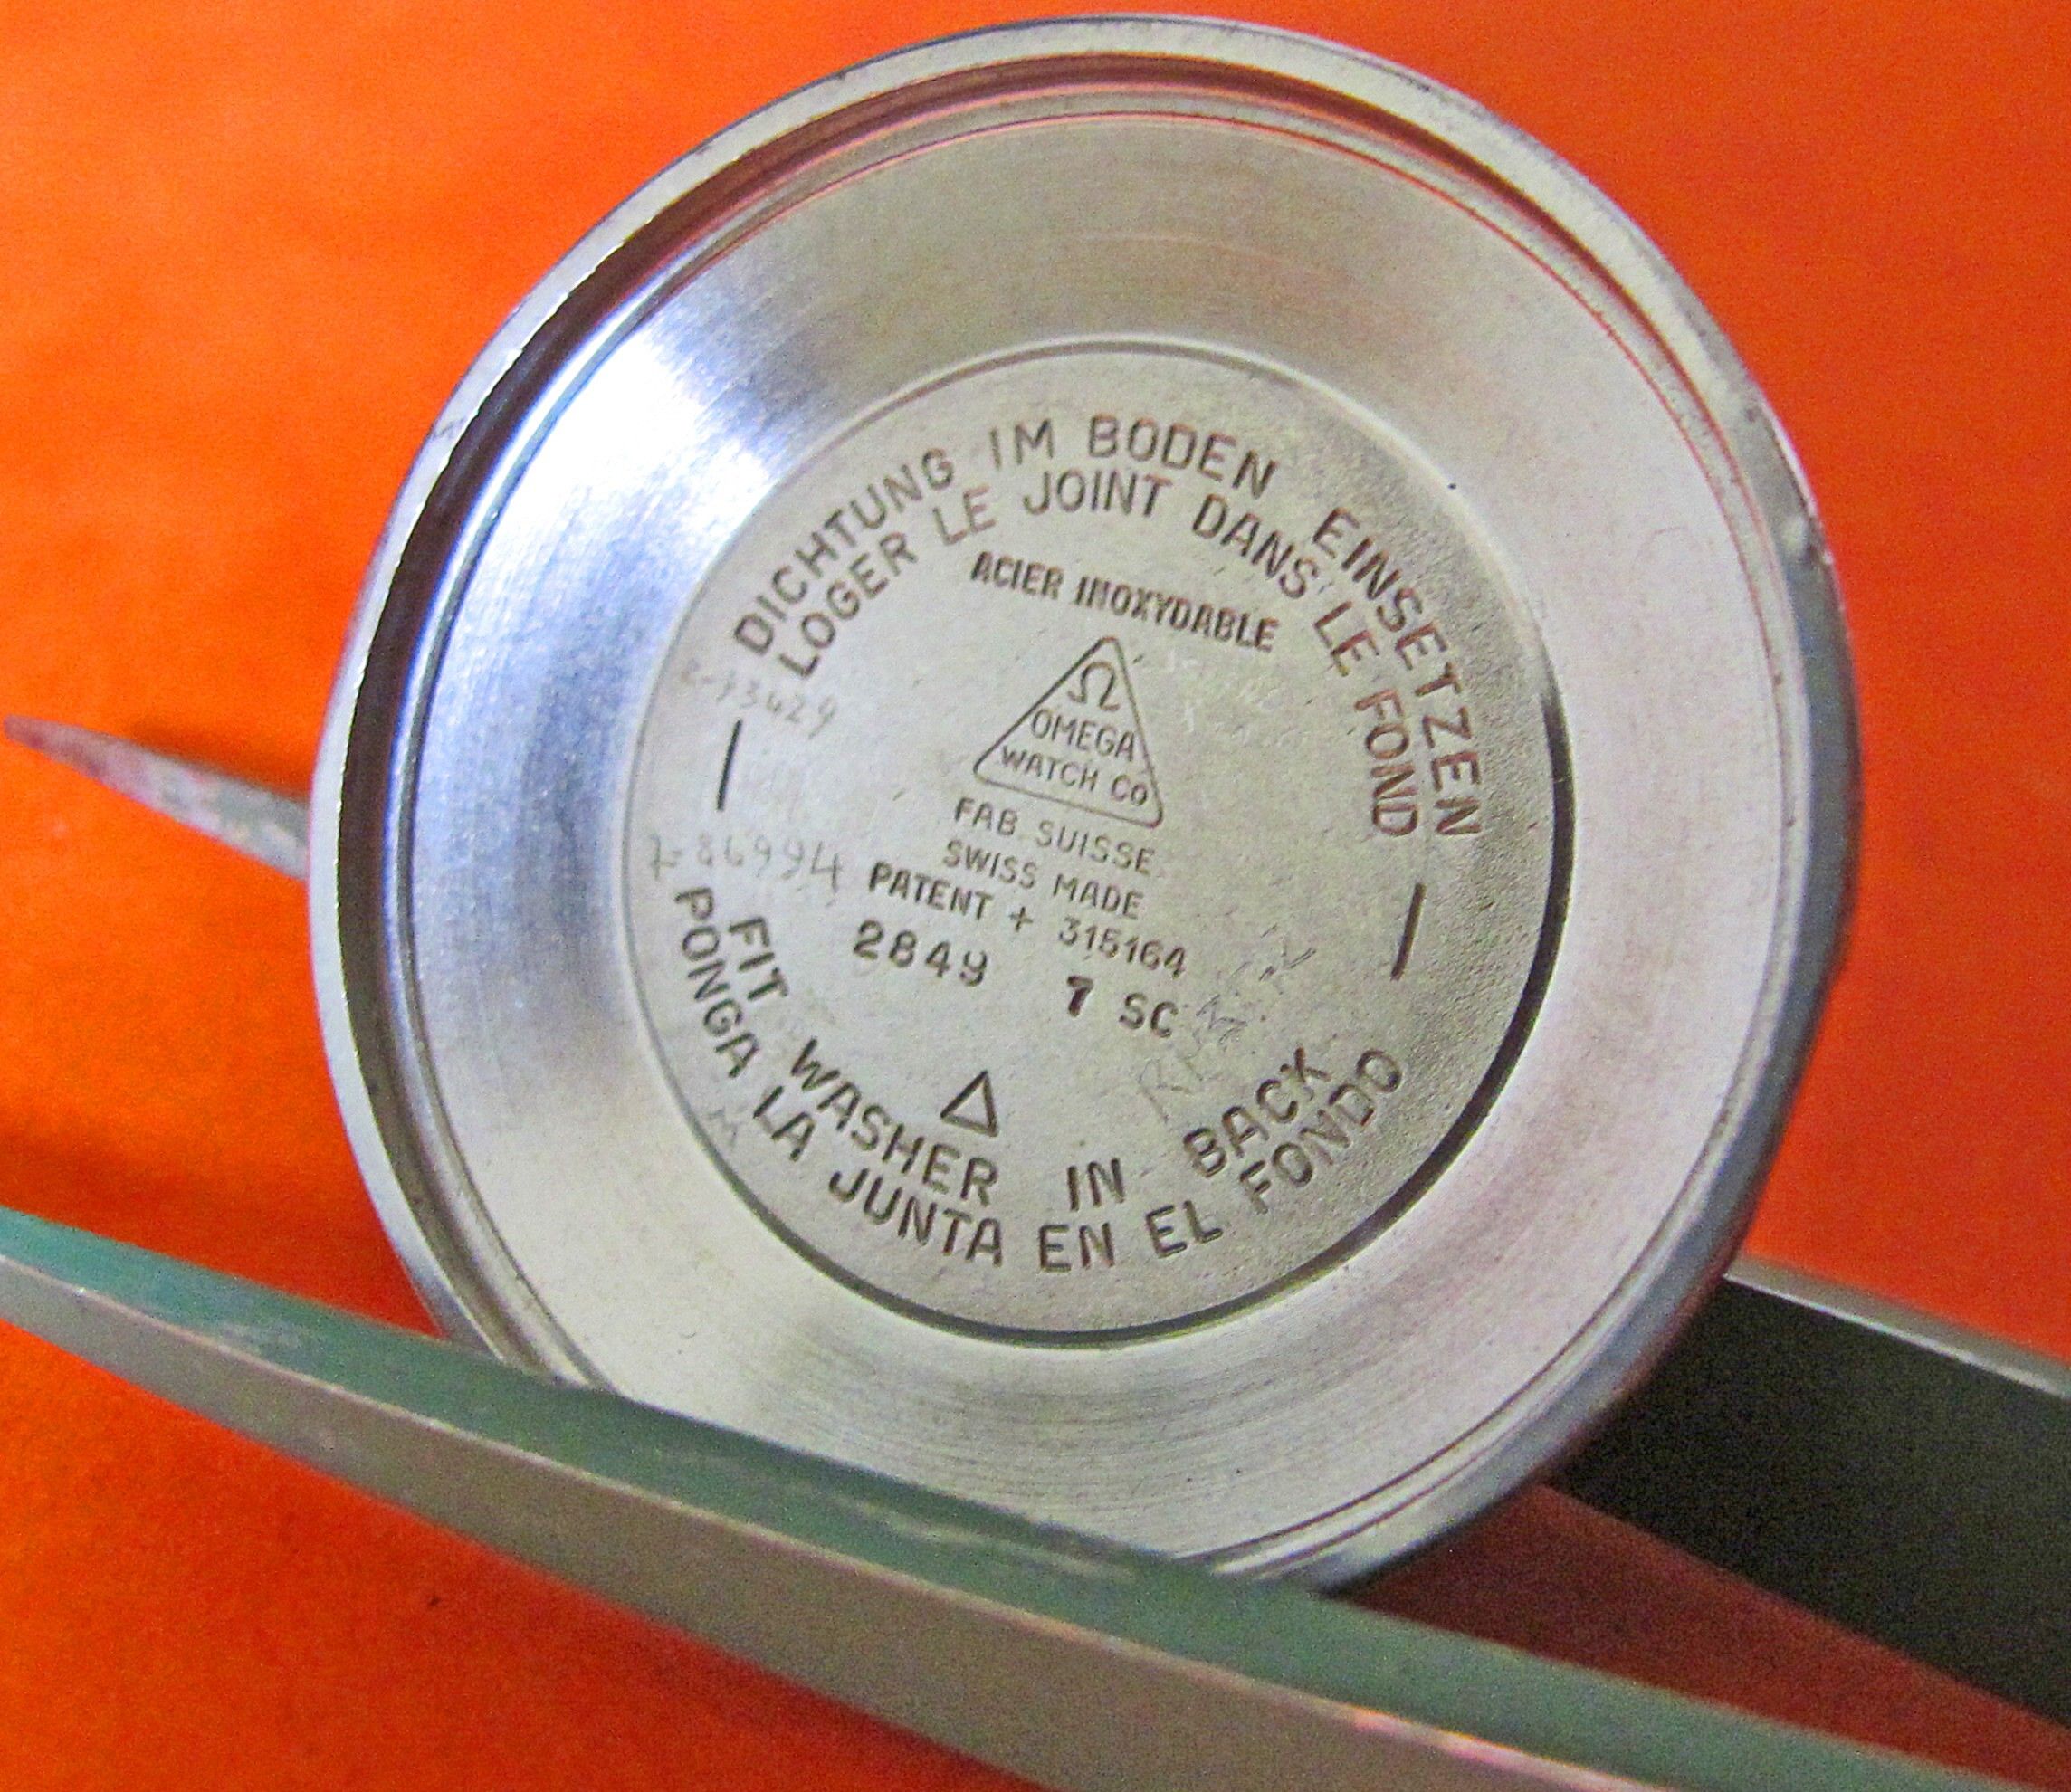 DICHTUNG IM BODEN EINSETZEN
LOGER LE JOINT DANS LE FOND
ACIER INOXYDABLE
Ω
OMEGA
WATCH CO
FAB. SUISSE
SWISS MADE
PATENT + 315164
2849 7 SC
FIT WASHER IN BACK
PONGA LA JUNTA EN EL FONDO